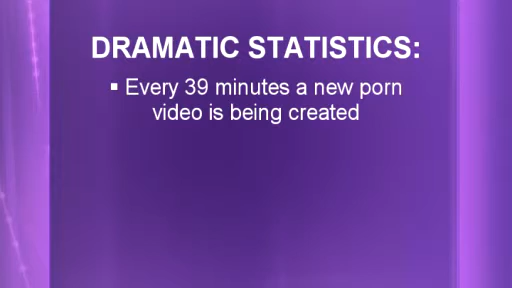 DRAMATIC STATISTICS:
▪ Every 39 minutes a new porn
video is being created